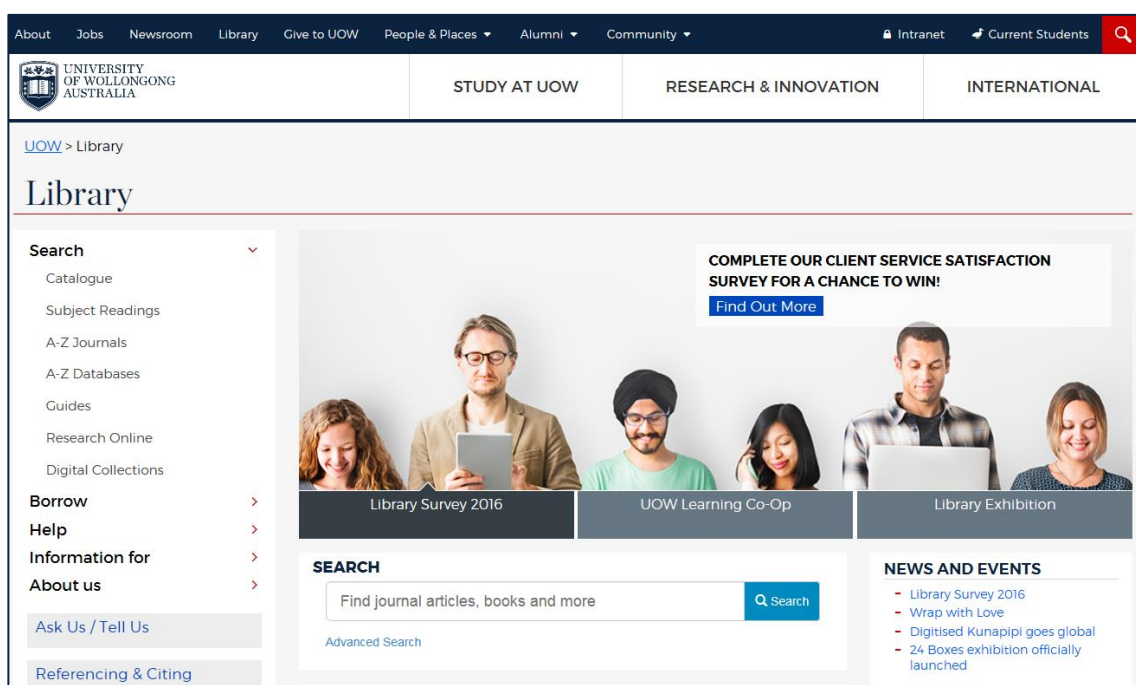 About Jobs Newsroom Library Give to UOW People & Places Alumni Community Intranet Current Students
UNIVERSITY
OF WOLLONGONG
AUSTRALIA
STUDY AT UOW RESEARCH & INNOVATION INTERNATIONAL
UOW > Library
Library
Search
Catalogue
Subject Readings
A-Z Journals
A-Z Databases
Guides
Research Online
Digital Collections
Borrow
Help
Information for
About us
Ask Us / Tell Us
Referencing & Citing
COMPLETE OUR CLIENT SERVICE SATISFACTION
SURVEY FOR A CHANCE TO WIN!
Find Out More
Library Survey 2016 UOW Learning Co-Op Library Exhibition
SEARCH
Find journal articles, books and more Search
Advanced Search
NEWS AND EVENTS
- Library Survey 2016
- Wrap with Love
- Digitised Kunapipi goes global
- 24 Boxes exhibition officially
launched